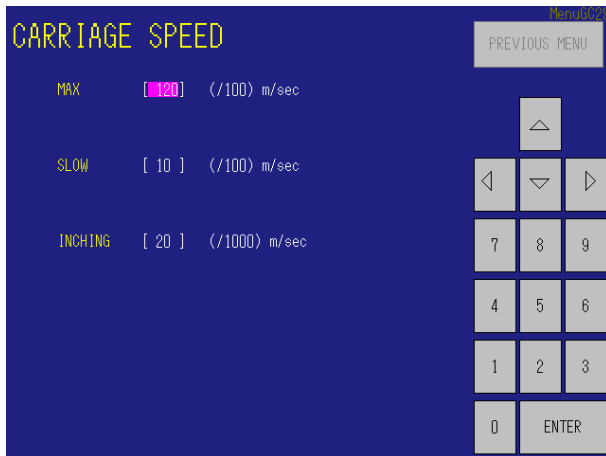 MenuGC29
CARRIAGE SPEED
PREVIOUS MENU
MAX [ 120] (/100) m/sec
SLOW [ 10 ] (/100) m/sec
INCHING [ 20 ] (/1000) m/sec
7 8 9
4 5 6
1 2 3
0 ENTER